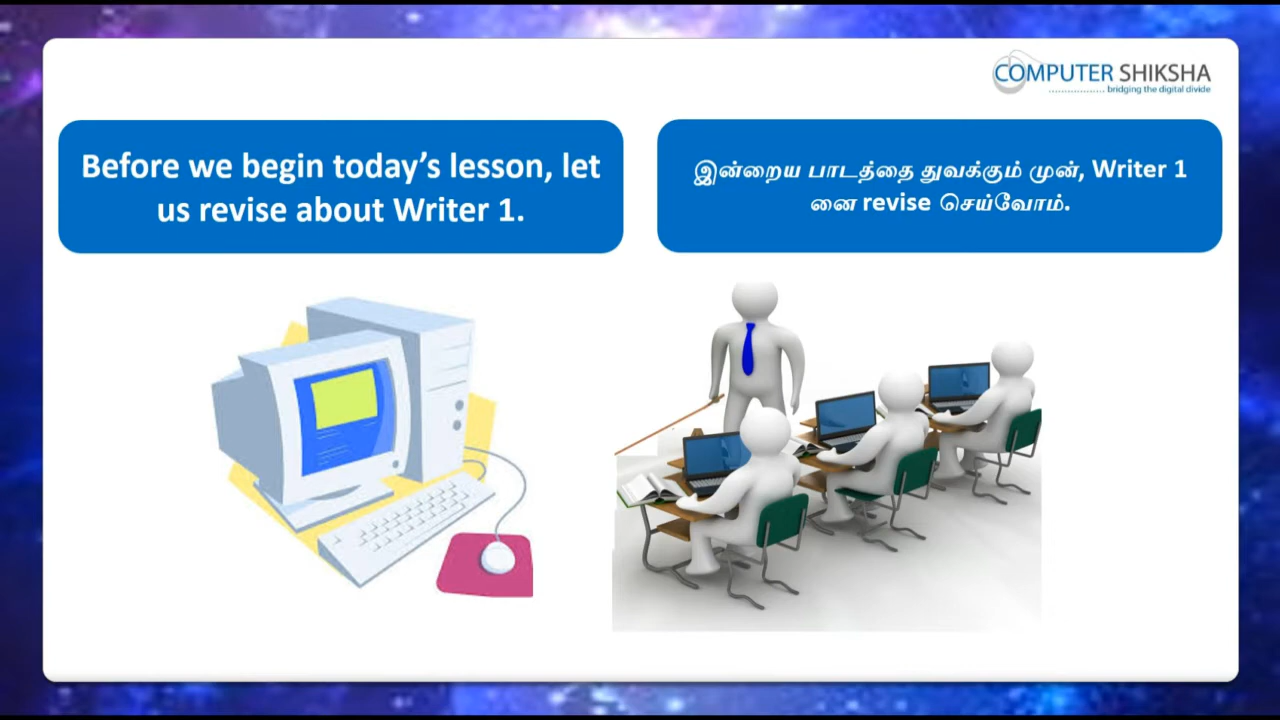 COMPUTER SHIKSHA
bridging the digital divide
Before we begin today’s lesson, let
us revise about Writer 1.
இன்றைய பாடத்தை துவக்கும் முன், Writer 1
னை revise செய்வோம்.